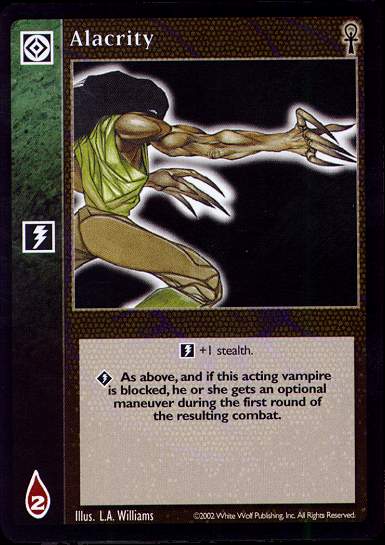 Alacrity
+1 stealth.
As above, and if this acting vampire
is blocked, he or she gets an optional
maneuver during the first round of
the resulting combat.
2
Illus. L.A. Williams
©2002 White Wolf Publishing, Inc. All Rights Reserved.